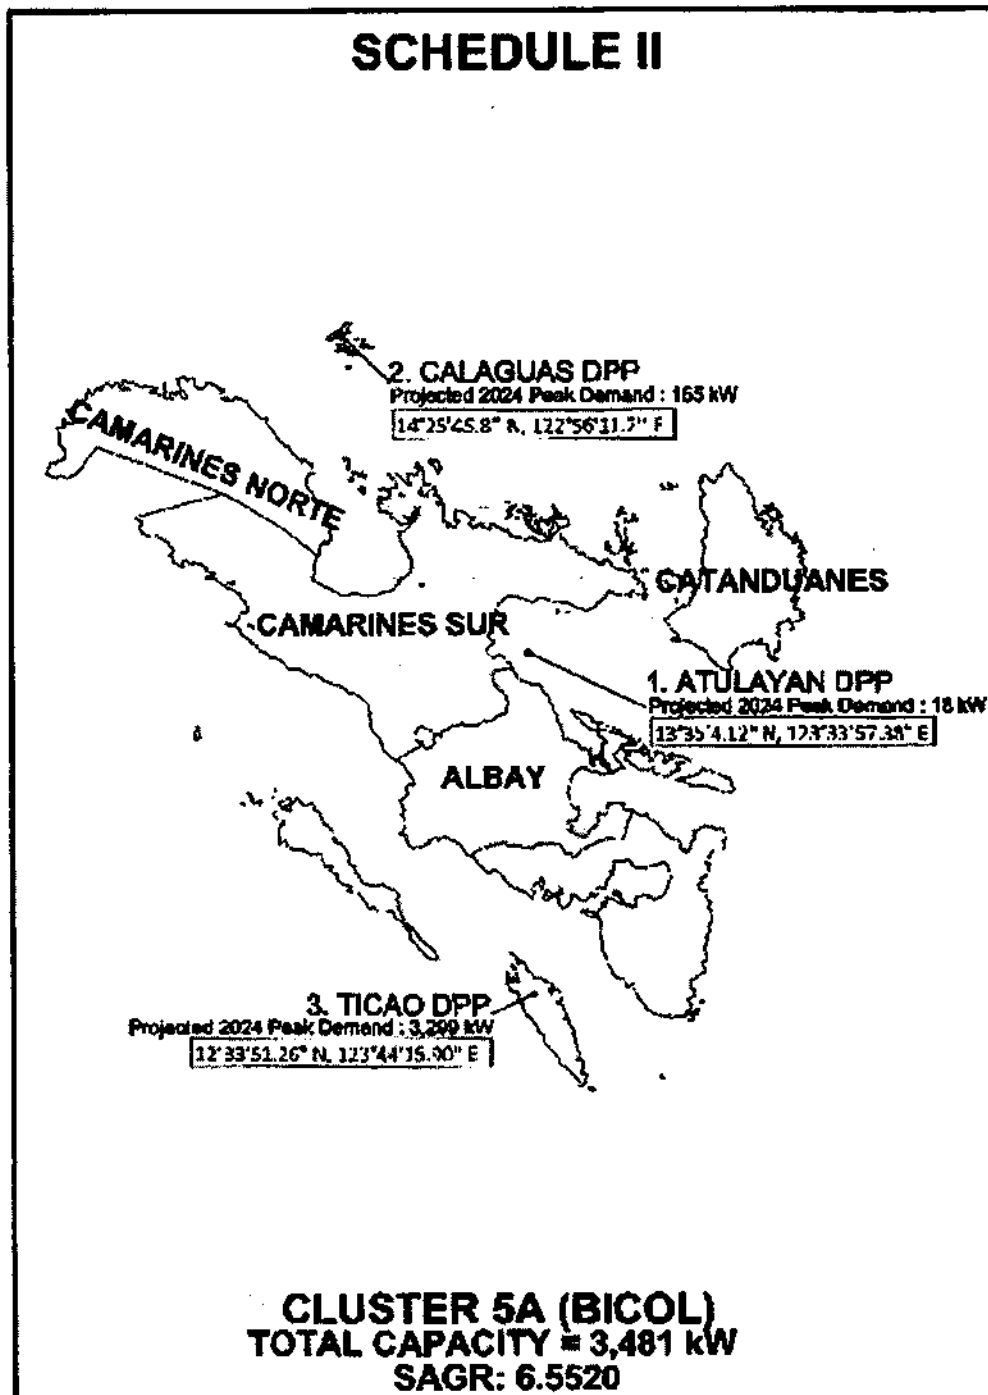 SCHEDULE II
2. CALAGUAS DPP
Projected 2024 Peak Demand : 165 kW
14°25'45.8" N, 122°56'11.7" E
CAMARINES NORTE
CATANDUANES
CAMARINES SUR
1. ATULAYAN DPP
Projected 2024 Peak Demand : 18 kW
13°35'4.12" N, 123°33'57.38" E
ALBAY
3. TICAO DPP
Projected 2024 Peak Demand : 3,299 kW
12°33'51.26" N, 123°44'15.00" E
CLUSTER 5A (BICOL)
TOTAL CAPACITY = 3,481 kW
SAGR: 6.5520